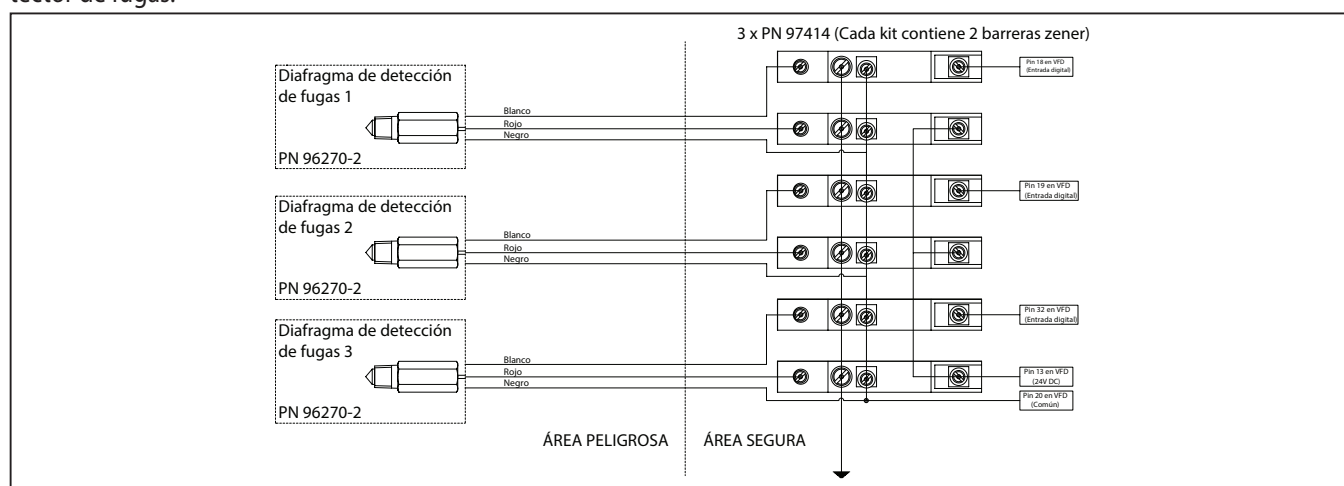 tector de fugas.
3 x PN 97414 (Cada kit contiene 2 barreras zener)
Diafragma de detección
de fugas 1
PN 96270-2
Blanco
Rojo
Negro
Pin 18 en VFD
(Entrada digital)
Diafragma de detección
de fugas 2
PN 96270-2
Blanco
Rojo
Negro
Pin 19 en VFD
(Entrada digital)
Diafragma de detección
de fugas 3
PN 96270-2
Blanco
Rojo
Negro
Pin 32 en VFD
(Entrada digital)
Pin 13 en VFD
(24V DC)
Pin 20 en VFD
(Común)
ÁREA PELIGROSA
ÁREA SEGURA